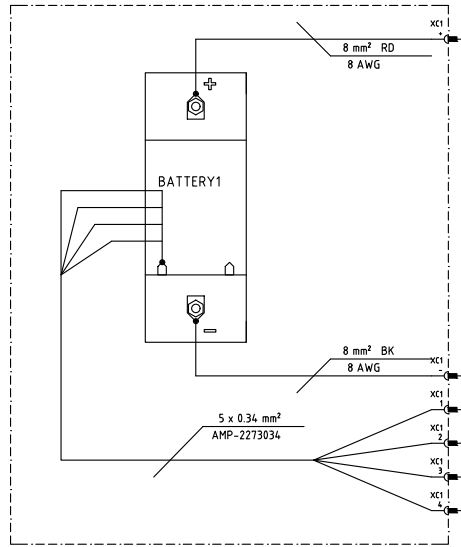 XC1
+
8 mm² RD
8 AWG
+
BATTERY1
−
8 mm² BK
8 AWG
XC1
-
XC1
1
5 x 0.34 mm²
AMP-2273034
XC1
2
XC1
3
XC1
4